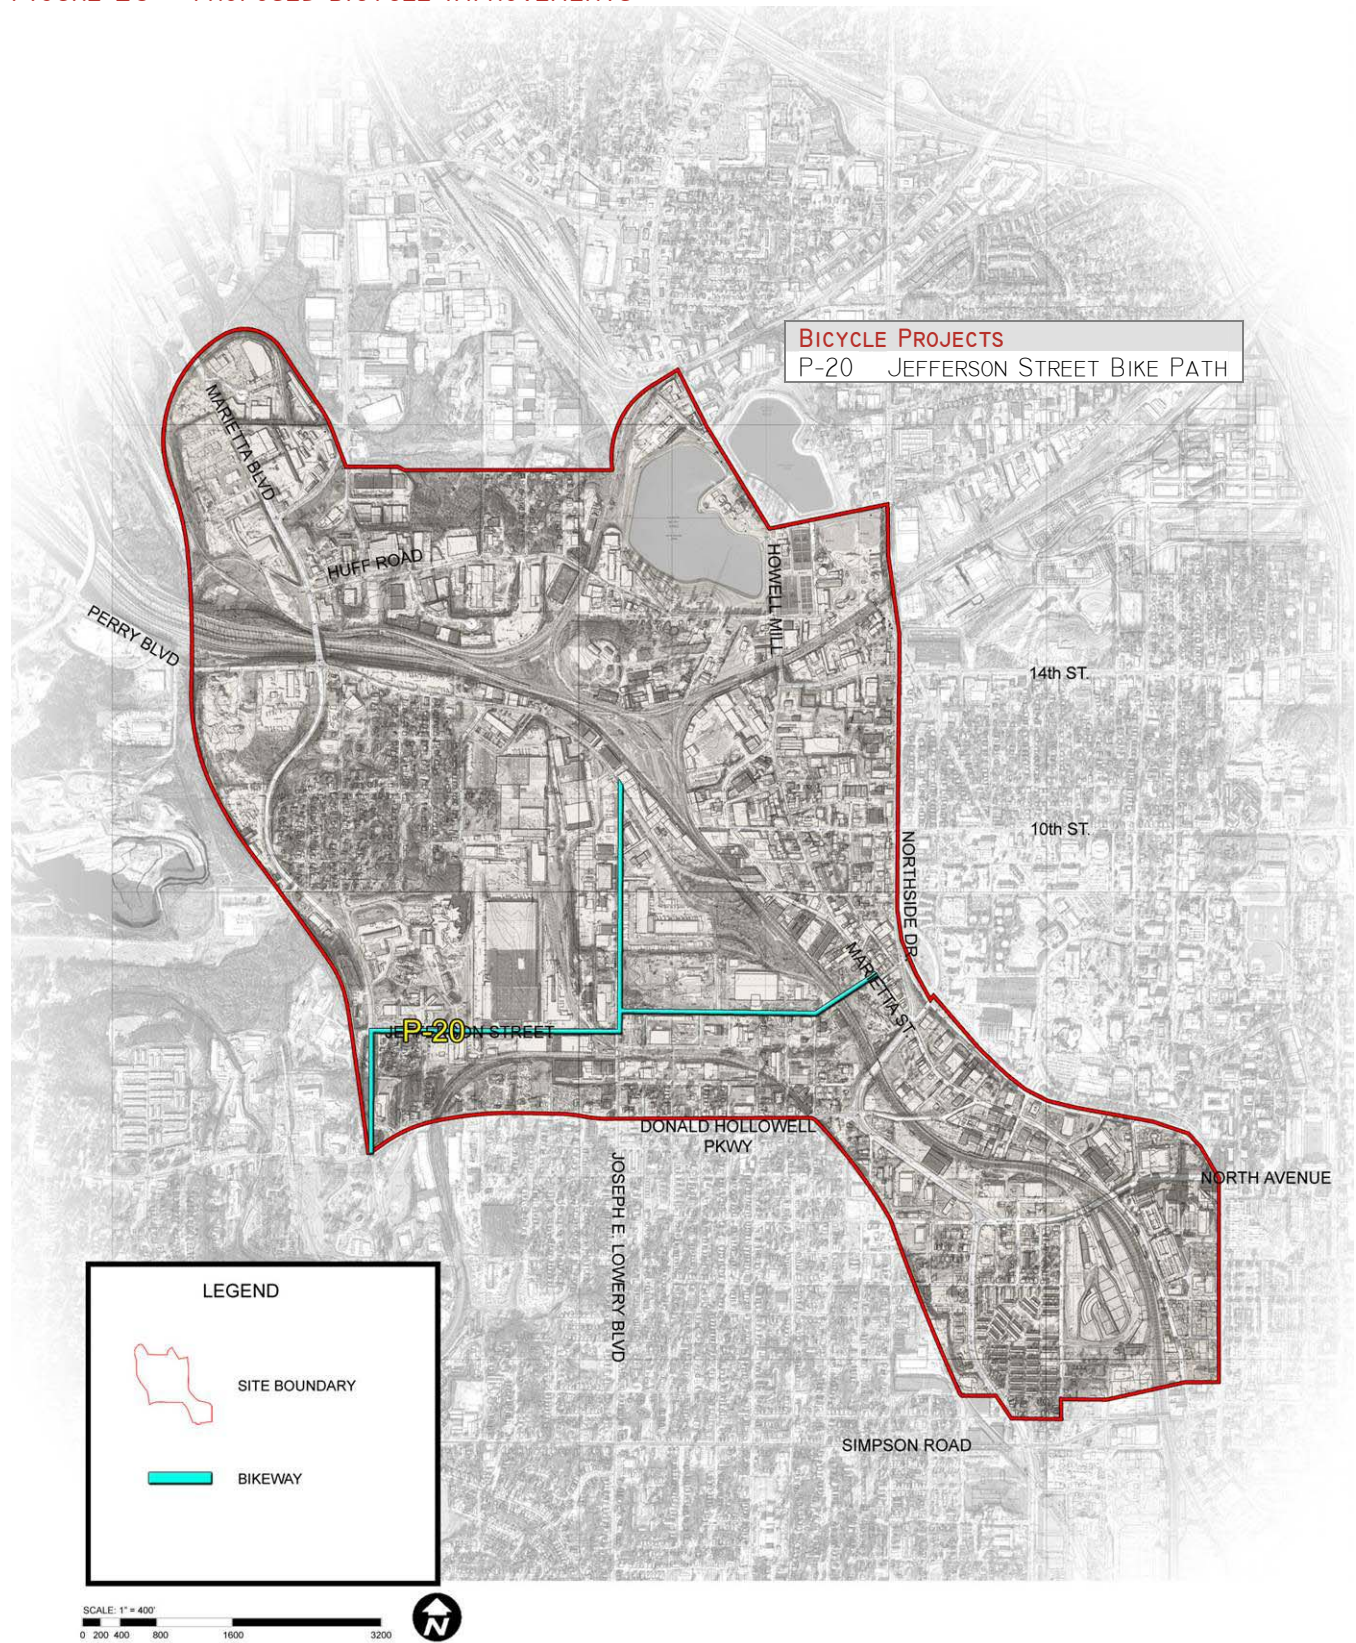 BICYCLE PROJECTS
P-20 JEFFERSON STREET BIKE PATH
MARIETTA BLVD
HUFF ROAD
HOWELL MILL
PERRY BLVD
14th ST.
10th ST.
NORTHSIDE DR.
MARIETTA ST
P-20
STREET
DONALD HOLLOWELL
PKWY
JOSEPH E. LOWERY BLVD
NORTH AVENUE
SIMPSON ROAD
LEGEND
SITE BOUNDARY
BIKEWAY
SCALE: 1" = 400'
0 200 400 800 1600 3200
N